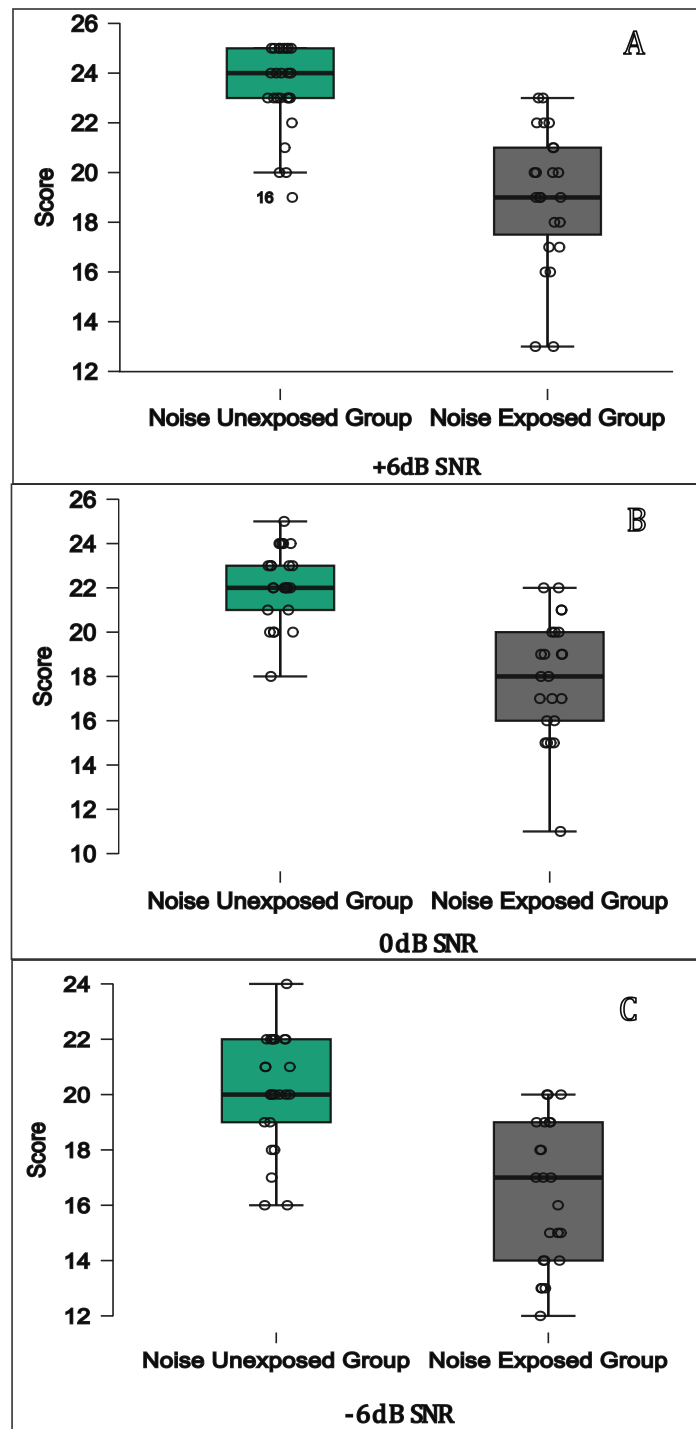 A
26
24
22
20
18
16
14
12
Score
16
Noise Unexposed Group Noise Exposed Group
+6dB SNR
B
26
24
22
20
18
16
14
12
10
Score
Noise Unexposed Group Noise Exposed Group
0dB SNR
C
24
22
20
18
16
14
12
Score
Noise Unexposed Group Noise Exposed Group
-6dB SNR